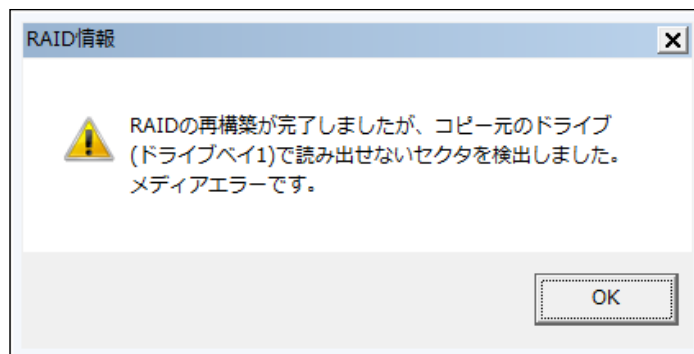 RAID情報
RAIDの再構築が完了しましたが、コピー元のドライブ
(ドライブベイ1)で読み出せないセクタを検出しました。
メディアエラーです。
OK